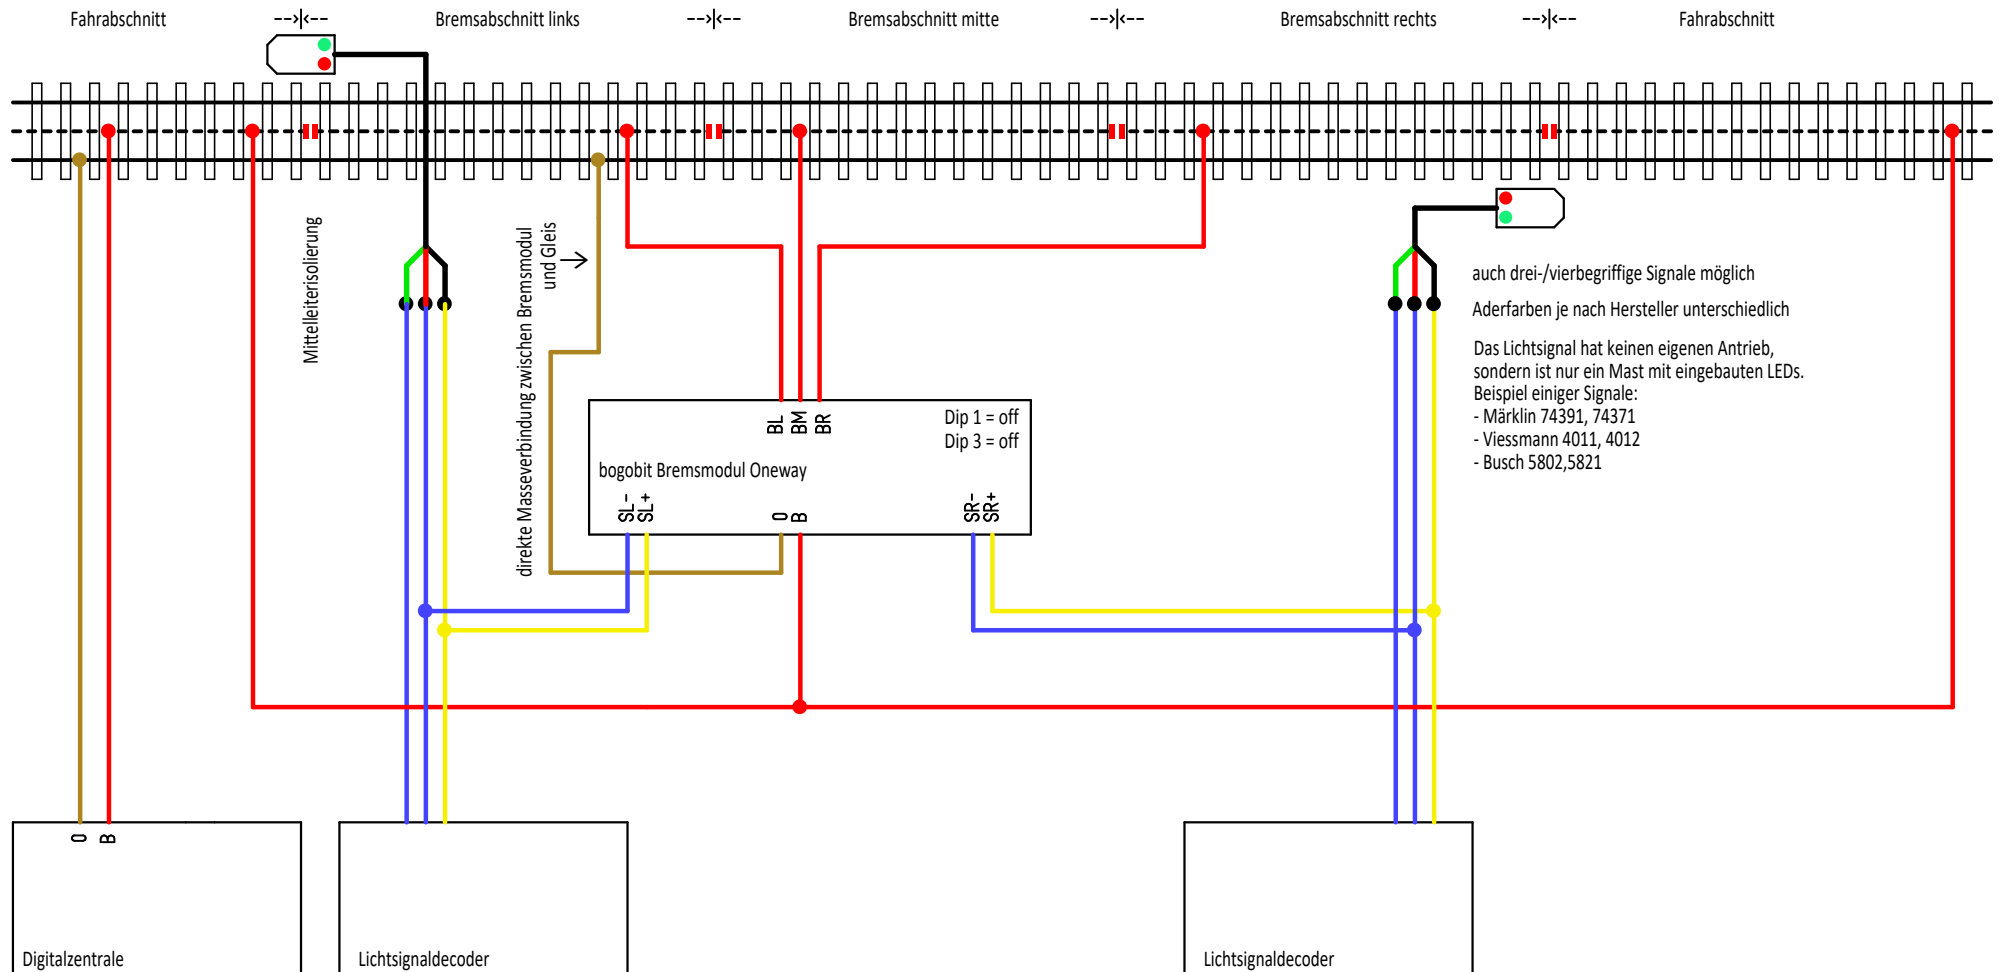 Fahrabschnitt
-->|<--
Bremsabschnitt links
-->|<--
Bremsabschnitt mitte
-->|<--
Bremsabschnitt rechts
-->|<--
Fahrabschnitt
Mittelleiterisolierung
direkte Masseverbindung zwischen Bremsmodul
und Gleis
auch drei-/vierbegriffige Signale möglich
Aderfarben je nach Hersteller unterschiedlich
Das Lichtsignal hat keinen eigenen Antrieb,
sondern ist nur ein Mast mit eingebauten LEDs.
Beispiel einiger Signale:
- Märklin 74391, 74371
- Viessmann 4011, 4012
- Busch 5802,5821
BL
BM
BR
Dip 1 = off
Dip 3 = off
bogobit Bremsmodul Oneway
SL-
SL+
0
B
SR-
SR+
0
B
Digitalzentrale
Lichtsignaldecoder
Lichtsignaldecoder